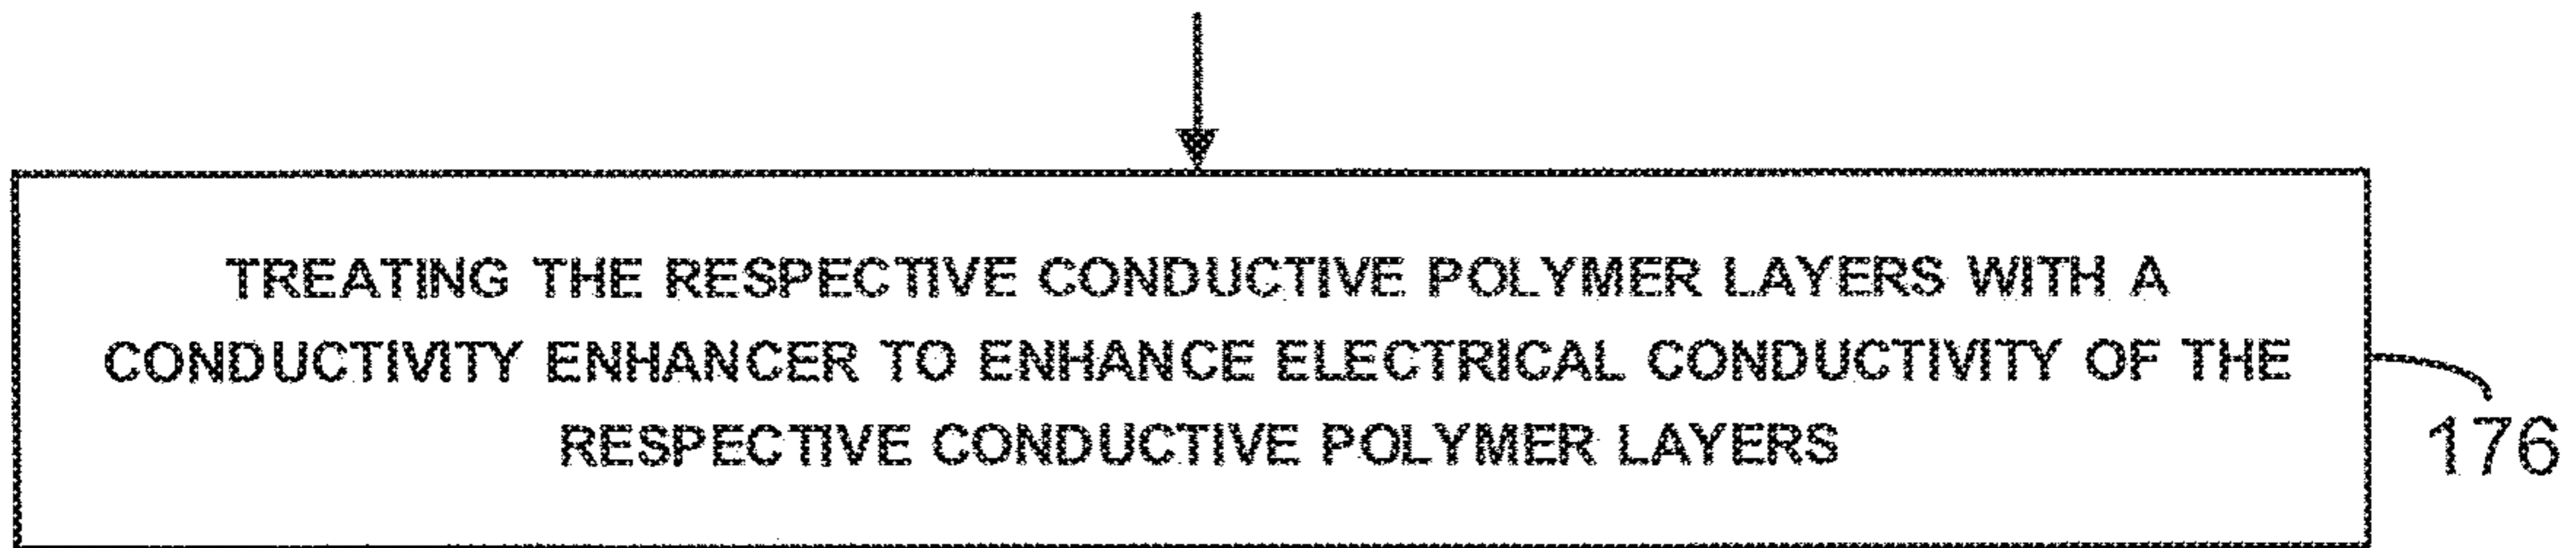 TREATING THE RESPECTIVE CONDUCTIVE POLYMER LAYERS WITH A
CONDUCTIVITY ENHANCER TO ENHANCE ELECTRICAL CONDUCTIVITY OF THE
RESPECTIVE CONDUCTIVE POLYMER LAYERS
176